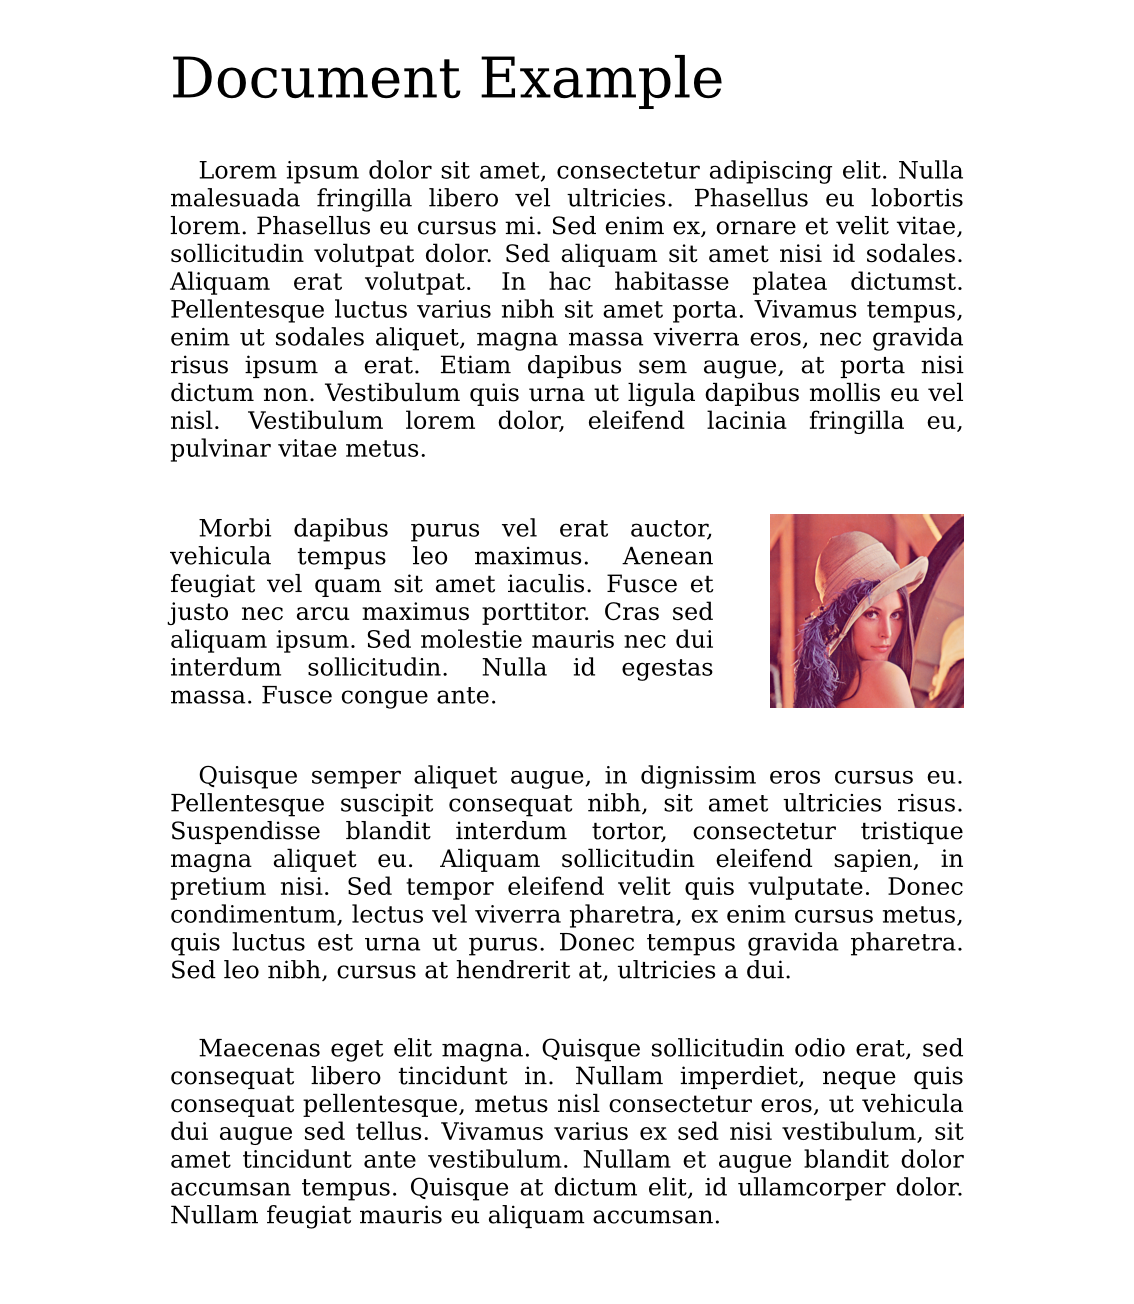 Document Example
Lorem ipsum dolor sit amet, consectetur adipiscing elit. Nulla
malesuada fringilla libero vel ultricies. Phasellus eu lobortis
lorem. Phasellus eu cursus mi. Sed enim ex, ornare et velit vitae,
sollicitudin volutpat dolor. Sed aliquam sit amet nisi id sodales.
Aliquam erat volutpat. In hac habitasse platea dictumst.
Pellentesque luctus varius nibh sit amet porta. Vivamus tempus,
enim ut sodales aliquet, magna massa viverra eros, nec gravida
risus ipsum a erat. Etiam dapibus sem augue, at porta nisi
dictum non. Vestibulum quis urna ut ligula dapibus mollis eu vel
nisl. Vestibulum lorem dolor, eleifend lacinia fringilla eu,
pulvinar vitae metus.
Morbi dapibus purus vel erat auctor,
vehicula tempus leo maximus. Aenean
feugiat vel quam sit amet iaculis. Fusce et
justo nec arcu maximus porttitor. Cras sed
aliquam ipsum. Sed molestie mauris nec dui
interdum sollicitudin. Nulla id egestas
massa. Fusce congue ante.
Quisque semper aliquet augue, in dignissim eros cursus eu.
Pellentesque suscipit consequat nibh, sit amet ultricies risus.
Suspendisse blandit interdum tortor, consectetur tristique
magna aliquet eu. Aliquam sollicitudin eleifend sapien, in
pretium nisi. Sed tempor eleifend velit quis vulputate. Donec
condimentum, lectus vel viverra pharetra, ex enim cursus metus,
quis luctus est urna ut purus. Donec tempus gravida pharetra.
Sed leo nibh, cursus at hendrerit at, ultricies a dui.
Maecenas eget elit magna. Quisque sollicitudin odio erat, sed
consequat libero tincidunt in. Nullam imperdiet, neque quis
consequat pellentesque, metus nisl consectetur eros, ut vehicula
dui augue sed tellus. Vivamus varius ex sed nisi vestibulum, sit
amet tincidunt ante vestibulum. Nullam et augue blandit dolor
accumsan tempus. Quisque at dictum elit, id ullamcorper dolor.
Nullam feugiat mauris eu aliquam accumsan.